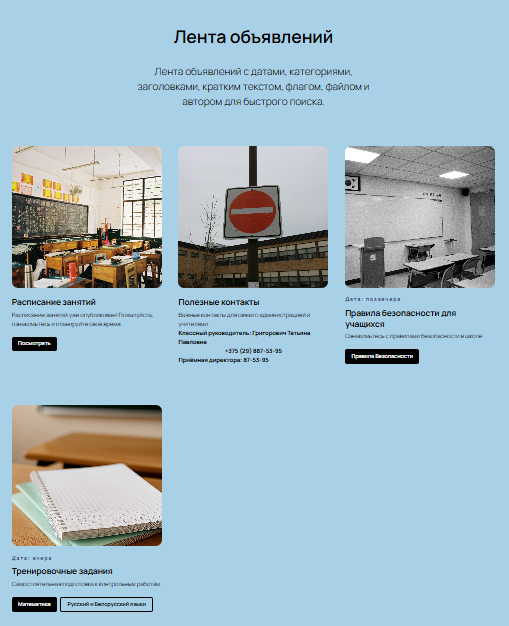 Лента объявлений
Лента объявлений с датами, категориями,
заголовками, кратким текстом, флагом, файлом и
автором для быстрого поиска.
Расписание занятий
Расписание занятий уже опубликован! Пожалуйста,
ознакомьтесь и планируйте свое время.
Посмотреть
Полезные контакты
Важные контакты для связи с администрацией и
учителями.
Классный руководитель: Григорович Татьяна
Павловна
+375 (29) 887-53-95
Приёмная директора: 87-53-95
Дата: позавчера
Правила безопасности для
учащихся
Ознакомьтесь с правилами безопасности в школе.
Правила Безопасности
Дата: вчера
Тренировочные задания
Самостоятельная подготовка к контрольным работам.
Математика
Русский и Белорусский языки